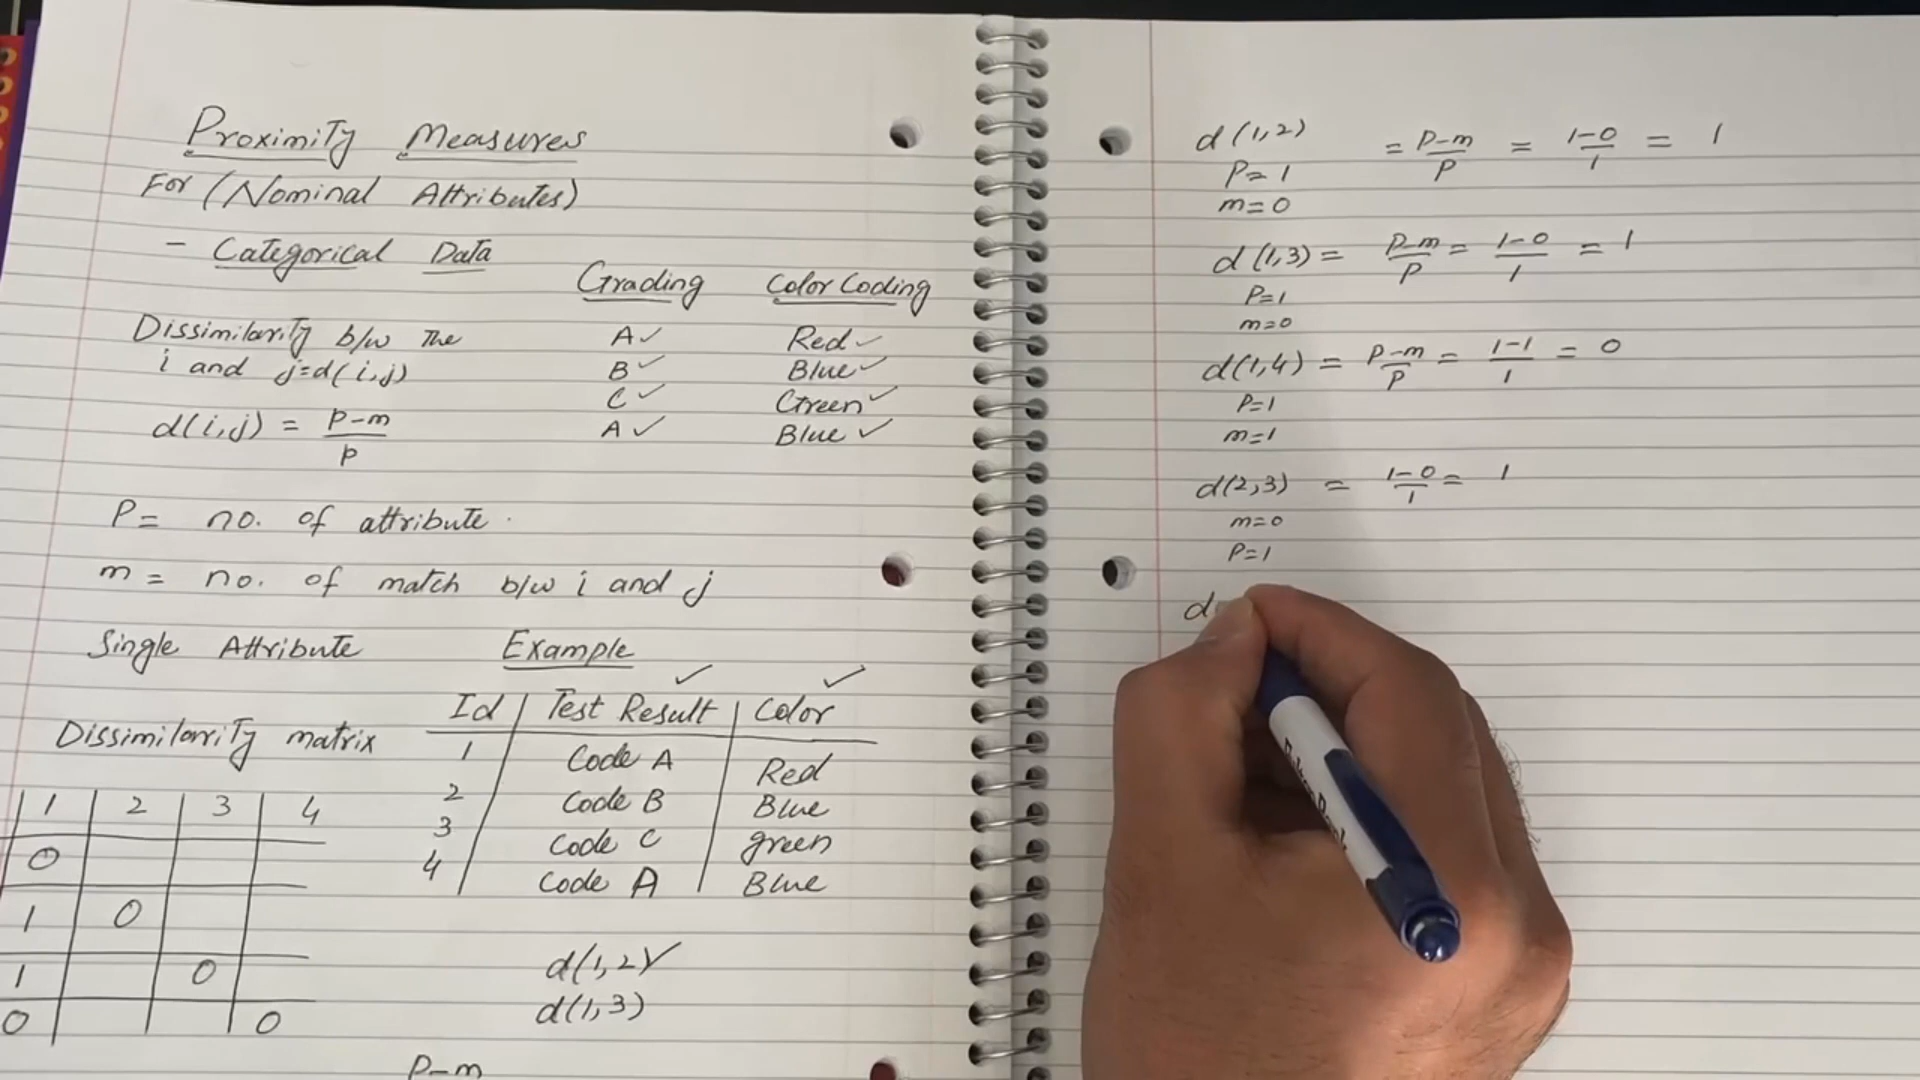 Proximity Measures
For (Nominal Attributes)
- Categorical Data
Grading Color Coding
Dissimilarity b/w The
i and j=d(i,j)
A✓ Red✓
B✓ Blue✓
C✓ Green✓
A✓ Blue✓
d(i,j) = p-m/p
P= no. of attribute.
m = no. of match b/w i and j
Single Attribute Example
✓ ✓
Id Test Result Color
1 Code A Red
2 Code B Blue
3 Code C green
4 Code A Blue
Dissimilarity matrix
1 2 3 4
0
1 0
1 0
0 0
d(1,2)✓
d(1,3)
P-m
d(1,2) = P-m/P = 1-0/1 = 1
P=1
m=0
d(1,3) = P-m/P = 1-0/1 = 1
P=1
m=0
d(1,4) = P-m/P = 1-1/1 = 0
P=1
m=1
d(2,3) = 1-0/1 = 1
m=0
P=1
d